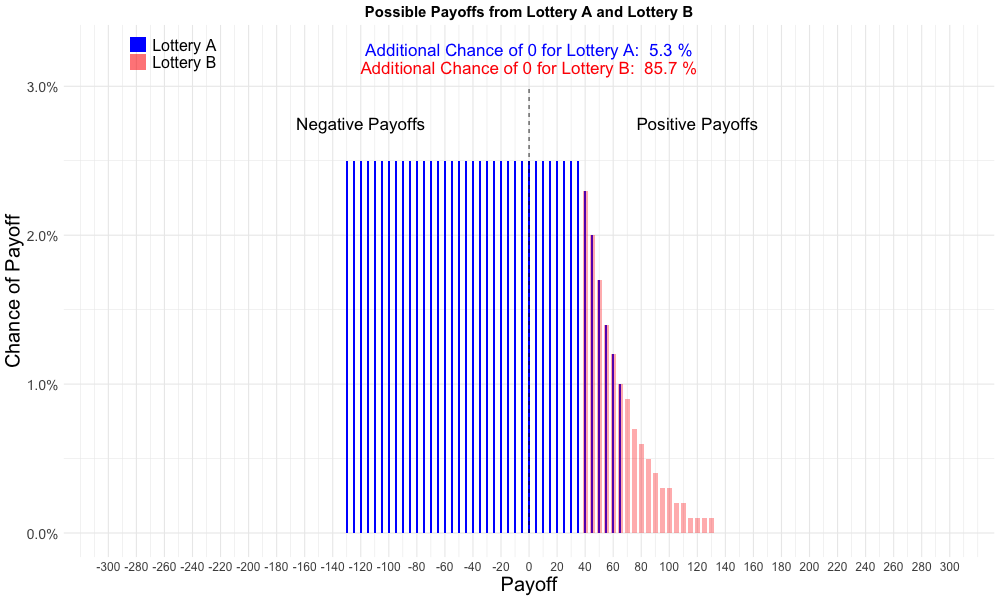 Possible Payoffs from Lottery A and Lottery B
Lottery A
Lottery B
Additional Chance of 0 for Lottery A: 5.3 %
Additional Chance of 0 for Lottery B: 85.7 %
Negative Payoffs
Positive Payoffs
Chance of Payoff
3.0%
2.0%
1.0%
0.0%
-300 -280 -260 -240 -220 -200 -180 -160 -140 -120 -100 -80 -60 -40 -20 0 20 40 60 80 100 120 140 160 180 200 220 240 260 280 300
Payoff